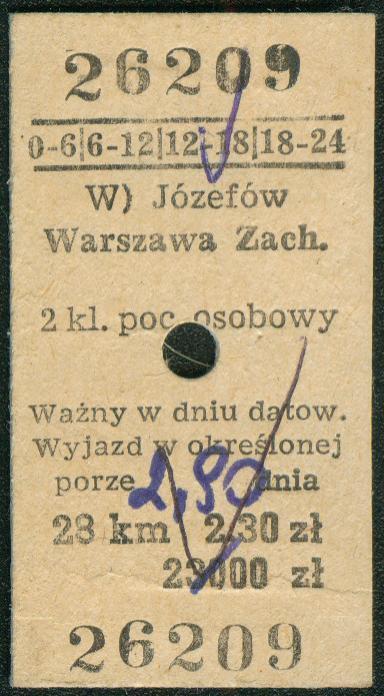 26209
0-6|6-12|12-18|18-24
W) Józefów
Warszawa Zach.
2 kl. poc. osobowy
Ważny w dniu datow.
Wyjazd w określonej
porze dnia
2,90
28 km 2.30 zł
23000 zł
26209